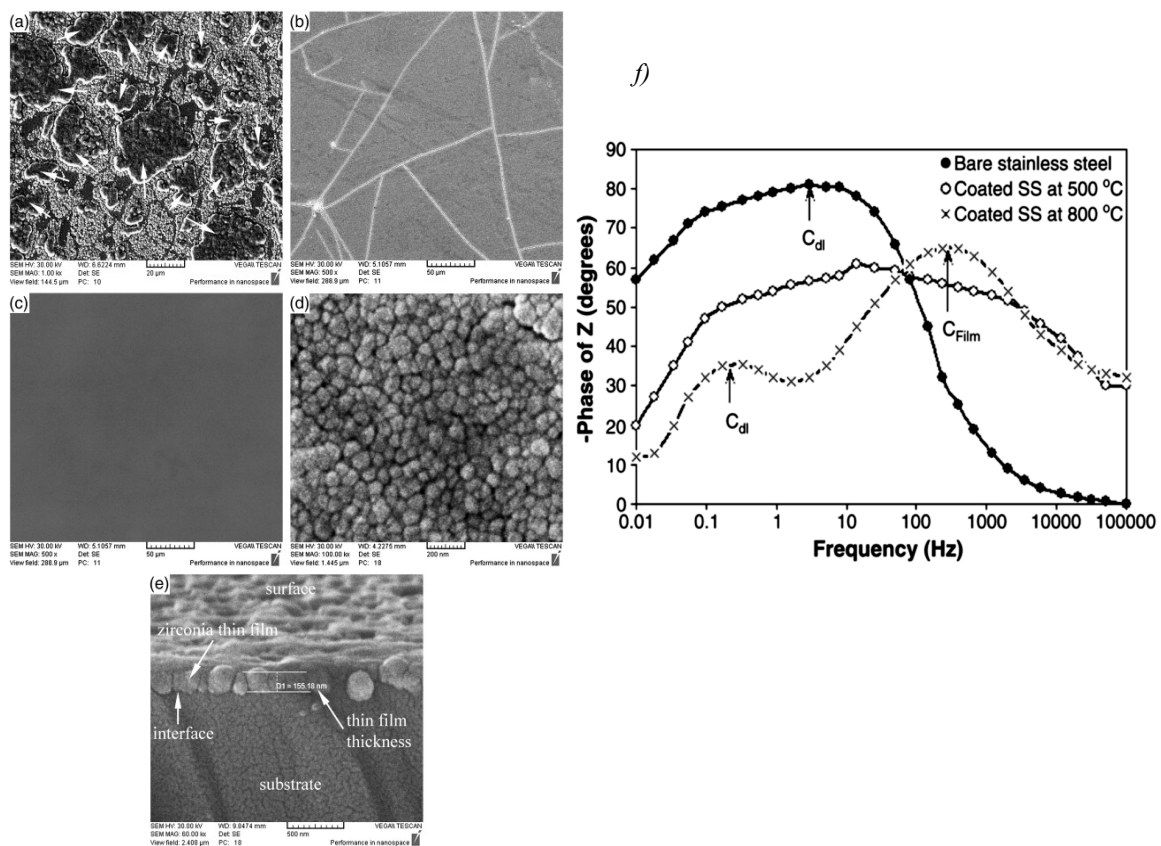 (a)
SEM HV: 30.00 kV WD: 6.6224 mm VEGA\\ TESCAN
SEM MAG: 1.00 kx Det: SE 20 µm
View field: 144.5 µm PC: 10 Performance in nanospace
(b)
SEM HV: 30.00 kV WD: 5.1057 mm VEGA\\ TESCAN
SEM MAG: 500 x Det: SE 50 µm
View field: 288.9 µm PC: 11 Performance in nanospace
(c)
SEM HV: 30.00 kV WD: 5.1057 mm VEGA\\ TESCAN
SEM MAG: 500 x Det: SE 50 µm
View field: 288.9 µm PC: 11 Performance in nanospace
(d)
SEM HV: 30.00 kV WD: 4.2275 mm VEGA\\ TESCAN
SEM MAG: 100.00 kx Det: SE 200 nm
View field: 1.445 µm PC: 18 Performance in nanospace
(e)
surface
zirconia thin film
D1 = 155.18 nm
interface
thin film
thickness
substrate
SEM HV: 30.00 kV WD: 9.8474 mm VEGA\\ TESCAN
SEM MAG: 60.00 kx Det: SE 500 nm
View field: 2.408 µm PC: 18 Performance in nanospace
f)
-Phase of Z (degrees)
90
80
70
60
50
40
30
20
10
0
Bare stainless steel
Coated SS at 500 °C
Coated SS at 800 °C
Cdl
CFilm
Cdl
0.01 0.1 1 10 100 1000 10000 100000
Frequency (Hz)